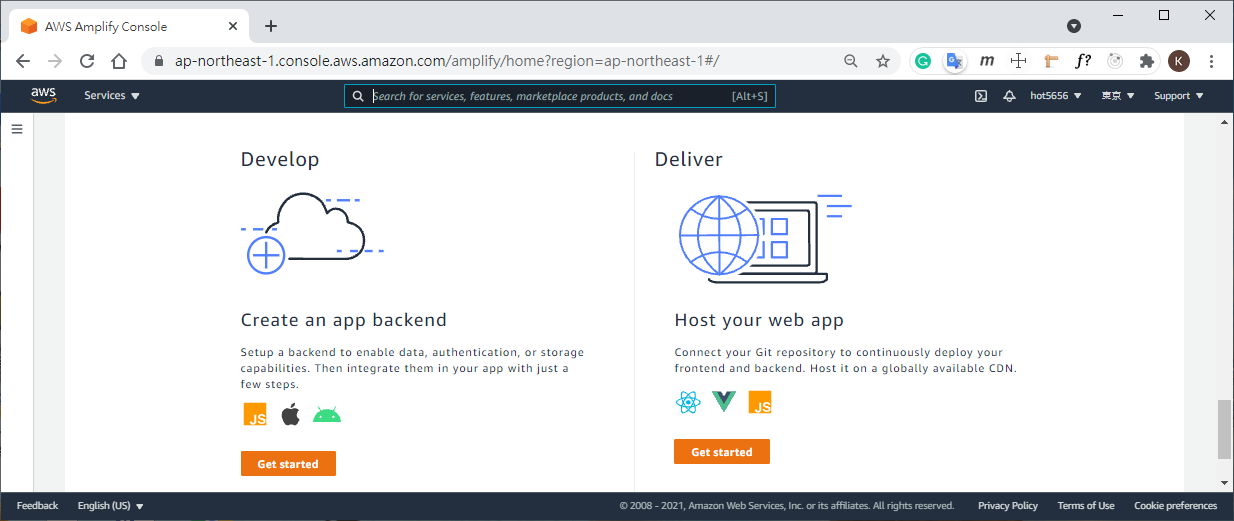 AWS Amplify Console
ap-northeast-1.console.aws.amazon.com/amplify/home?region=ap-northeast-1#/
m
f?
K
aws
Services
Search for services, features, marketplace products, and docs
[Alt+S]
hot5656
東京
Support
Develop
Deliver
Create an app backend
Setup a backend to enable data, authentication, or storage
capabilities. Then integrate them in your app with just a
few steps.
JS
Get started
Host your web app
Connect your Git repository to continuously deploy your
frontend and backend. Host it on a globally available CDN.
JS
Get started
Feedback
English (US)
© 2008 - 2021, Amazon Web Services, Inc. or its affiliates. All rights reserved.
Privacy Policy
Terms of Use
Cookie preferences